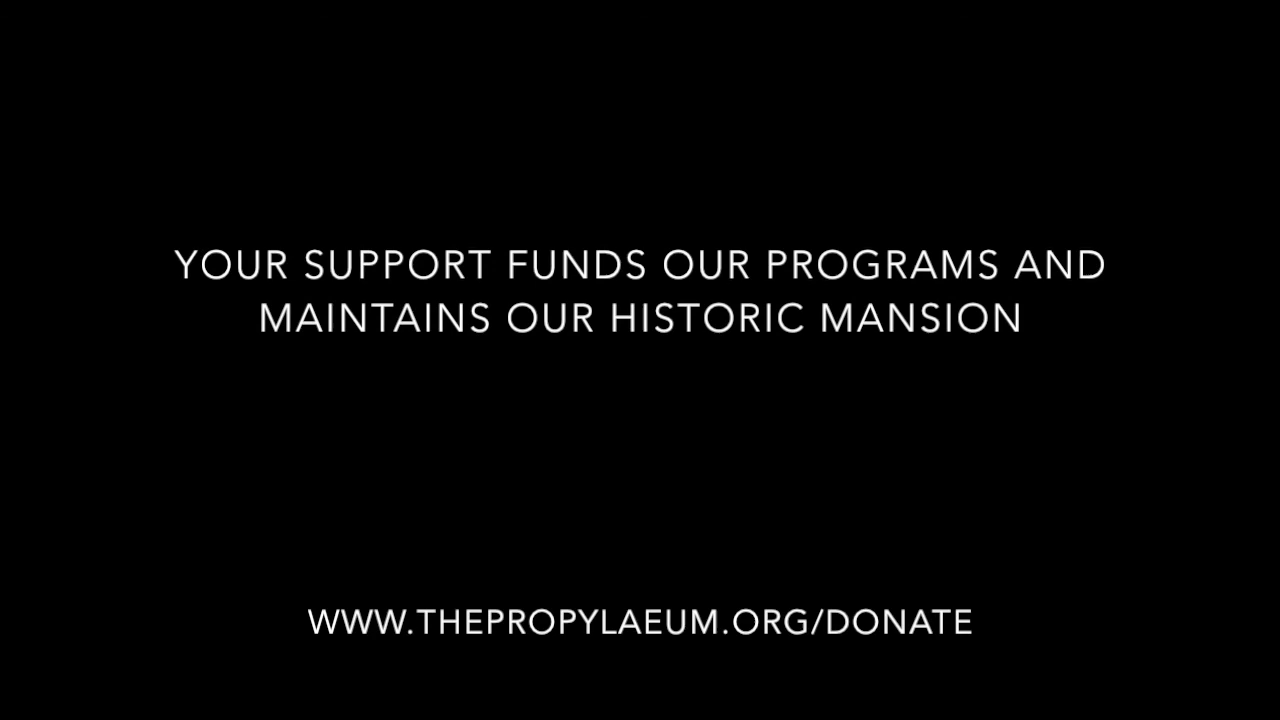 YOUR SUPPORT FUNDS OUR PROGRAMS AND
MAINTAINS OUR HISTORIC MANSION
WWW.THEPROPYLAEUM.ORG/DONATE